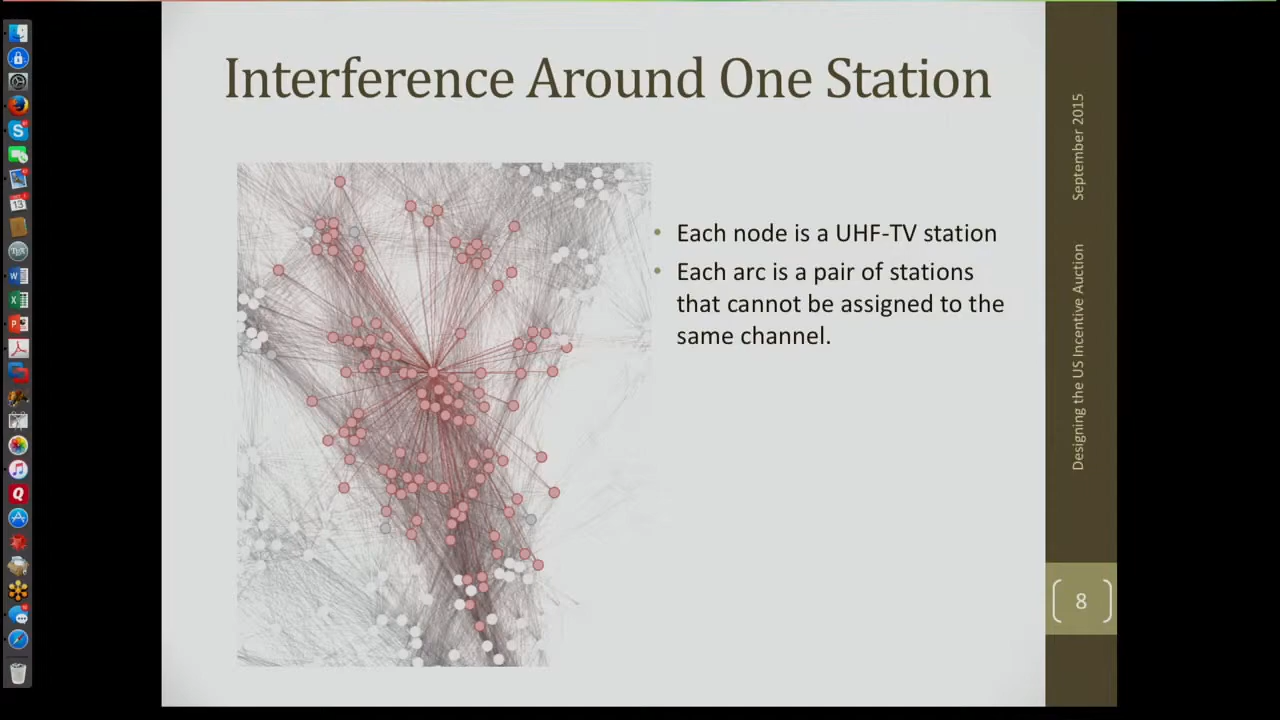 Interference Around One Station
• Each node is a UHF-TV station
• Each arc is a pair of stations
that cannot be assigned to the
same channel.
September 2015
Designing the US Incentive Auction
8